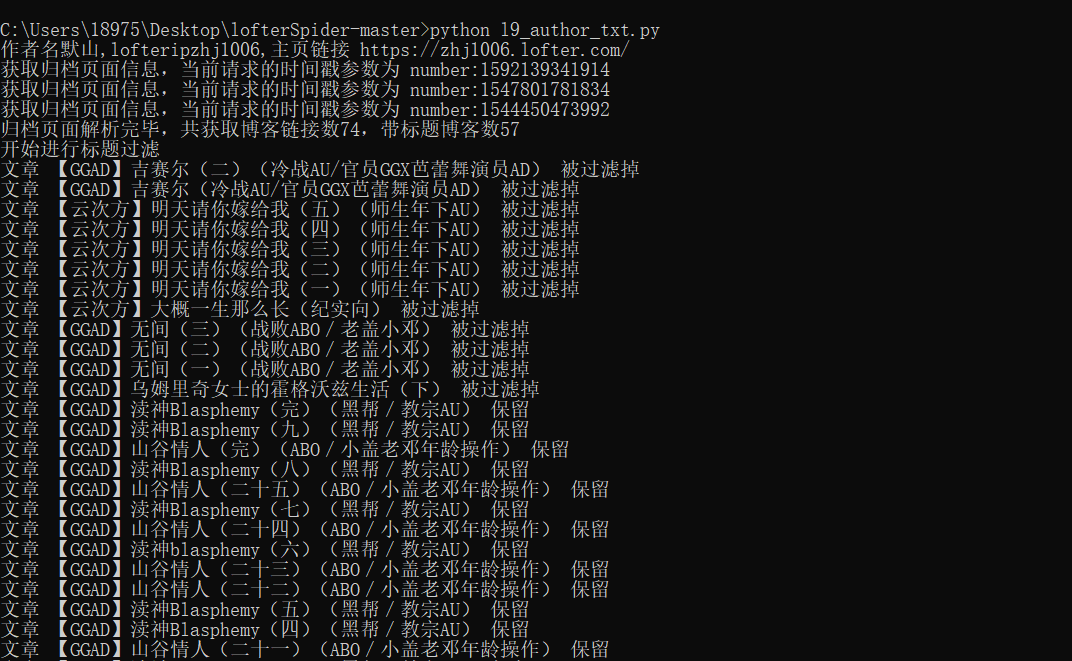 C:\Users\18975\Desktop\lofterSpider-master>python l9_author_txt.py
作者名默山,lofteripzhj1006,主页链接 https://zhj1006.lofter.com/
获取归档页面信息，当前请求的时间戳参数为 number:1592139341914
获取归档页面信息，当前请求的时间戳参数为 number:1547801781834
获取归档页面信息，当前请求的时间戳参数为 number:1544450473992
归档页面解析完毕，共获取博客链接数74，带标题博客数57
开始进行标题过滤
文章 【GGAD】吉赛尔（二）（冷战AU/官员GGX芭蕾舞演员AD） 被过滤掉
文章 【GGAD】吉赛尔（冷战AU/官员GGX芭蕾舞演员AD） 被过滤掉
文章 【云次方】明天请你嫁给我（五）（师生年下AU） 被过滤掉
文章 【云次方】明天请你嫁给我（四）（师生年下AU） 被过滤掉
文章 【云次方】明天请你嫁给我（三）（师生年下AU） 被过滤掉
文章 【云次方】明天请你嫁给我（二）（师生年下AU） 被过滤掉
文章 【云次方】明天请你嫁给我（一）（师生年下AU） 被过滤掉
文章 【云次方】大概一生那么长（纪实向） 被过滤掉
文章 【GGAD】无间（三）（战败ABO／老盖小邓） 被过滤掉
文章 【GGAD】无间（二）（战败ABO／老盖小邓） 被过滤掉
文章 【GGAD】无间（一）（战败ABO／老盖小邓） 被过滤掉
文章 【GGAD】乌姆里奇女士的霍格沃兹生活（下） 被过滤掉
文章 【GGAD】渎神Blasphemy（完）（黑帮／教宗AU） 保留
文章 【GGAD】渎神Blasphemy（九）（黑帮／教宗AU） 保留
文章 【GGAD】山谷情人（完）（ABO／小盖老邓年龄操作） 保留
文章 【GGAD】渎神Blasphemy（八）（黑帮／教宗AU） 保留
文章 【GGAD】山谷情人（二十五）（ABO／小盖老邓年龄操作） 保留
文章 【GGAD】渎神Blasphemy（七）（黑帮／教宗AU） 保留
文章 【GGAD】山谷情人（二十四）（ABO／小盖老邓年龄操作） 保留
文章 【GGAD】渎神blasphemy（六）（黑帮／教宗AU） 保留
文章 【GGAD】山谷情人（二十三）（ABO／小盖老邓年龄操作） 保留
文章 【GGAD】山谷情人（二十二）（ABO／小盖老邓年龄操作） 保留
文章 【GGAD】渎神Blasphemy（五）（黑帮／教宗AU） 保留
文章 【GGAD】渎神Blasphemy（四）（黑帮／教宗AU） 保留
文章 【GGAD】山谷情人（二十一）（ABO／小盖老邓年龄操作） 保留